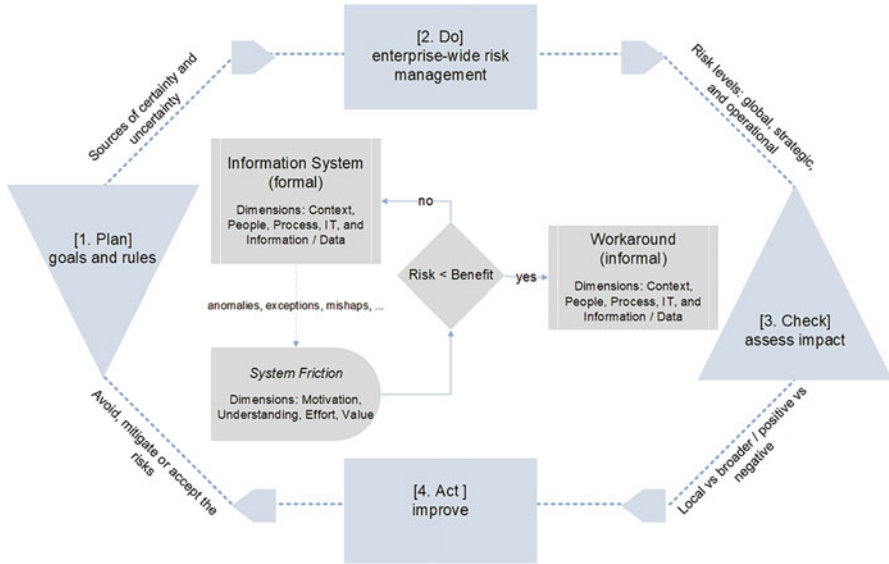 [2. Do]
enterprise-wide risk
management
Sources of certainty and
uncertainty
Risk levels: global, strategic,
and operational
Information System
(formal)
Dimensions: Context,
People, Process, IT, and
Information / Data
no
Workaround
(informal)
Dimensions: Context,
People, Process, IT, and
Information / Data
[1. Plan]
goals and rules
Risk < Benefit
yes
anomalies, exceptions, mishaps, ...
[3. Check]
assess impact
System Friction
Dimensions: Motivation,
Understanding, Effort, Value
Avoid, mitigate or accept the
risks
Local vs broader / positive vs
negative
[4. Act ]
improve